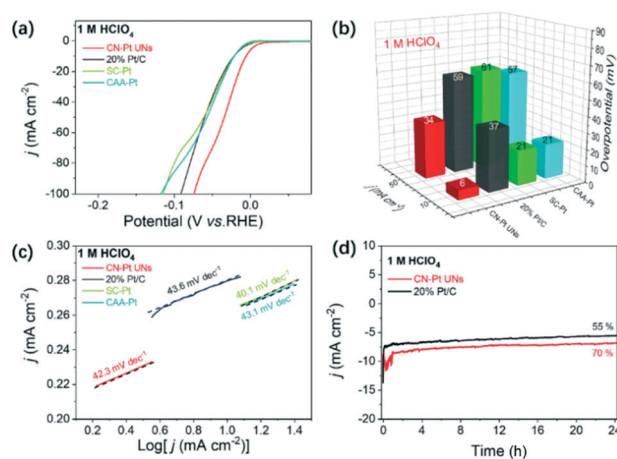 (a)
1 M HClO₄
CN-Pt UNs
20% Pt/C
SC-Pt
CAA-Pt
j (mA cm⁻²)
0
-20
-40
-60
-80
-100
-0.2
-0.1
0.0
Potential (V vs.RHE)
(b)
1 M HClO₄
34
59
61
57
6
37
21
21
90
80
70
60
50
40
30
20
10
0
Overpotential (mV)
j (mA cm⁻²)
10
CN-Pt UNs
20% Pt/C
SC-Pt
CAA-Pt
(c)
1 M HClO₄
CN-Pt UNs
20% Pt/C
SC-Pt
CAA-Pt
43.6 mV dec⁻¹
40.1 mV dec⁻¹
43.1 mV dec⁻¹
42.3 mV dec⁻¹
j (mA cm⁻²)
0.30
0.28
0.26
0.24
0.22
0.20
0.2
0.4
0.6
0.8
1.0
1.2
1.4
Log[ j (mA cm⁻²)]
(d)
1 M HClO₄
CN-Pt UNs
20% Pt/C
55 %
70 %
j (mA cm⁻²)
10
5
0
-5
-10
-15
-20
0
4
8
12
16
20
24
Time (h)